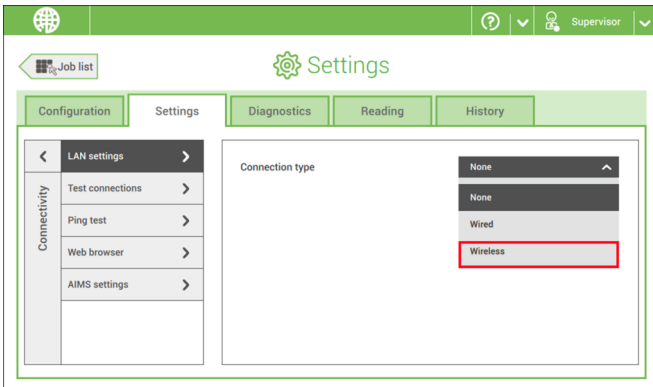 Supervisor
Job list
Settings
Configuration
Settings
Diagnostics
Reading
History
Connectivity
LAN settings
Test connections
Ping test
Web browser
AIMS settings
Connection type
None
None
Wired
Wireless